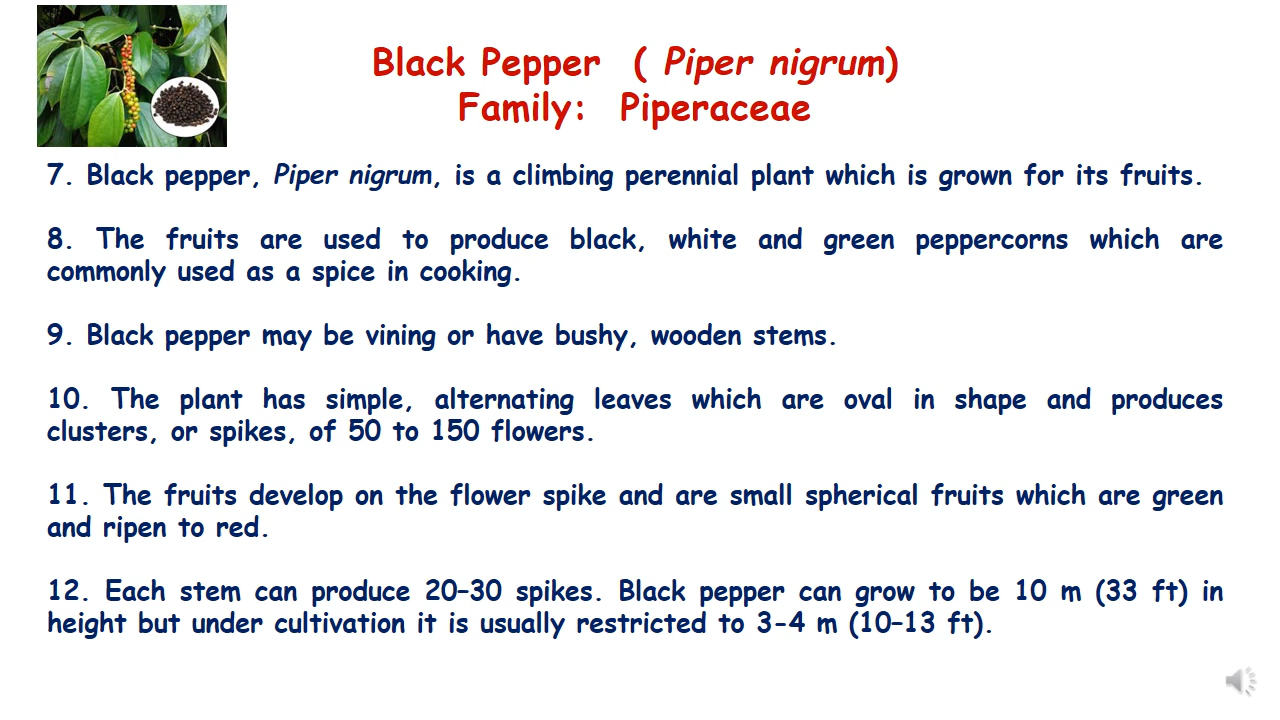 Black Pepper ( Piper nigrum)
Family: Piperaceae
7. Black pepper, Piper nigrum, is a climbing perennial plant which is grown for its fruits.
8. The fruits are used to produce black, white and green peppercorns which are
commonly used as a spice in cooking.
9. Black pepper may be vining or have bushy, wooden stems.
10. The plant has simple, alternating leaves which are oval in shape and produces
clusters, or spikes, of 50 to 150 flowers.
11. The fruits develop on the flower spike and are small spherical fruits which are green
and ripen to red.
12. Each stem can produce 20–30 spikes. Black pepper can grow to be 10 m (33 ft) in
height but under cultivation it is usually restricted to 3-4 m (10–13 ft).